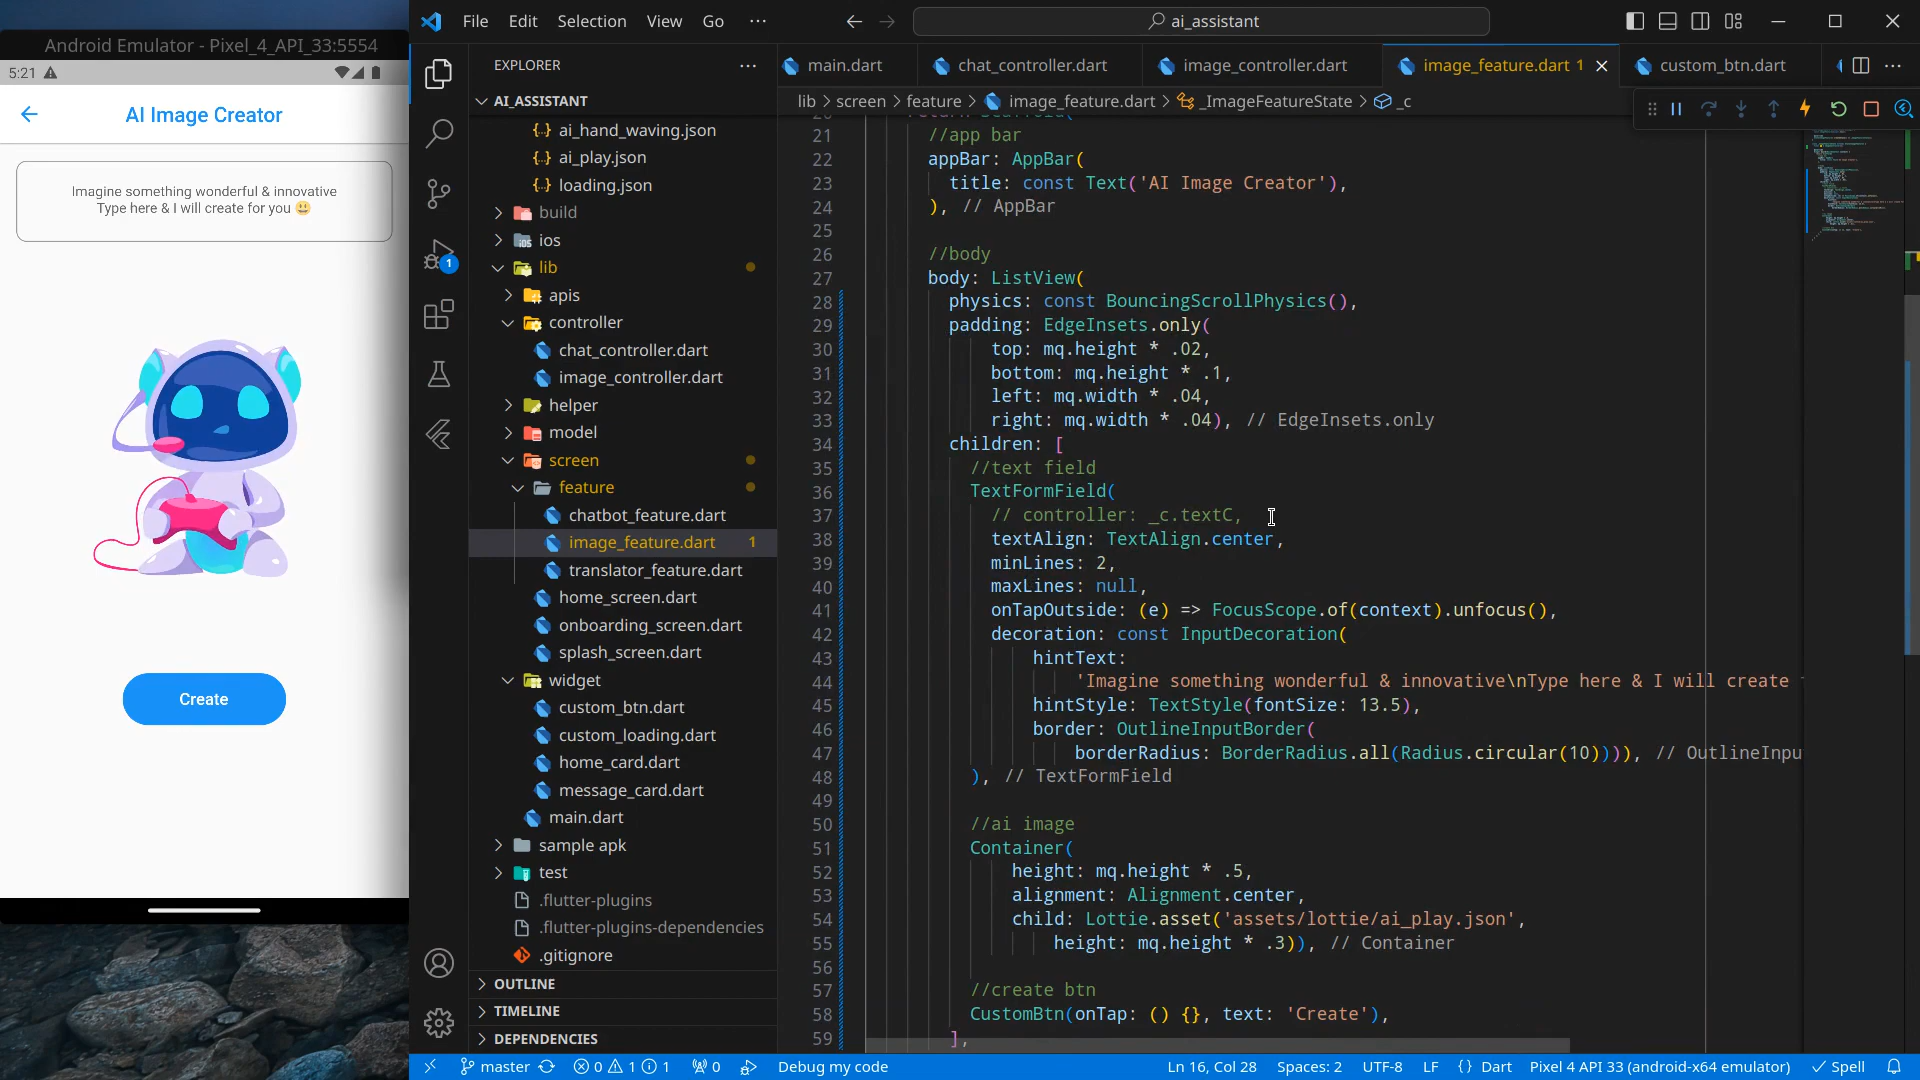 Android Emulator - Pixel_4_API_33:5554
5:21
AI Image Creator
Imagine something wonderful & innovative
Type here & I will create for you 😃
Create
File Edit Selection View Go ···
ai_assistant
EXPLORER
AI_ASSISTANT
ai_hand_waving.json
ai_play.json
loading.json
build
ios
lib
apis
controller
chat_controller.dart
image_controller.dart
helper
model
screen
feature
chatbot_feature.dart
image_feature.dart 1
translator_feature.dart
home_screen.dart
onboarding_screen.dart
splash_screen.dart
widget
custom_btn.dart
custom_loading.dart
home_card.dart
message_card.dart
main.dart
sample apk
test
.flutter-plugins
.flutter-plugins-dependencies
.gitignore
OUTLINE
TIMELINE
DEPENDENCIES
1
main.dart chat_controller.dart image_controller.dart image_feature.dart 1 custom_btn.dart
lib > screen > feature > image_feature.dart > _ImageFeatureState > _c
21 //app bar
22 appBar: AppBar(
23 title: const Text('AI Image Creator'),
24 ), // AppBar
25
26 //body
27 body: ListView(
28 physics: const BouncingScrollPhysics(),
29 padding: EdgeInsets.only(
30 top: mq.height * .02,
31 bottom: mq.height * .1,
32 left: mq.width * .04,
33 right: mq.width * .04), // EdgeInsets.only
34 children: [
35 //text field
36 TextFormField(
37 // controller: _c.textC,
38 textAlign: TextAlign.center,
39 minLines: 2,
40 maxLines: null,
41 onTapOutside: (e) => FocusScope.of(context).unfocus(),
42 decoration: const InputDecoration(
43 hintText:
44 'Imagine something wonderful & innovative\nType here & I will create
45 hintStyle: TextStyle(fontSize: 13.5),
46 border: OutlineInputBorder(
47 borderRadius: BorderRadius.all(Radius.circular(10)))), // OutlineInpu
48 ), // TextFormField
49
50 //ai image
51 Container(
52 height: mq.height * .5,
53 alignment: Alignment.center,
54 child: Lottie.asset('assets/lottie/ai_play.json',
55 height: mq.height * .3)), // Container
56
57 //create btn
58 CustomBtn(onTap: () {}, text: 'Create'),
59 ],
master 0 1 1 0 Debug my code Ln 16, Col 28 Spaces: 2 UTF-8 LF {} Dart Pixel 4 API 33 (android-x64 emulator) Spell